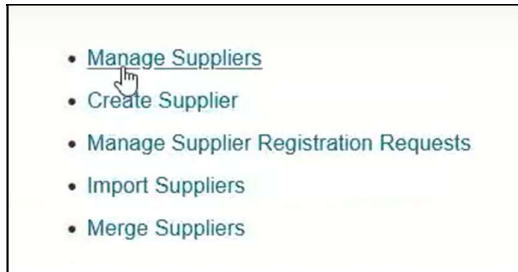 • Manage Suppliers
• Create Supplier
• Manage Supplier Registration Requests
• Import Suppliers
• Merge Suppliers